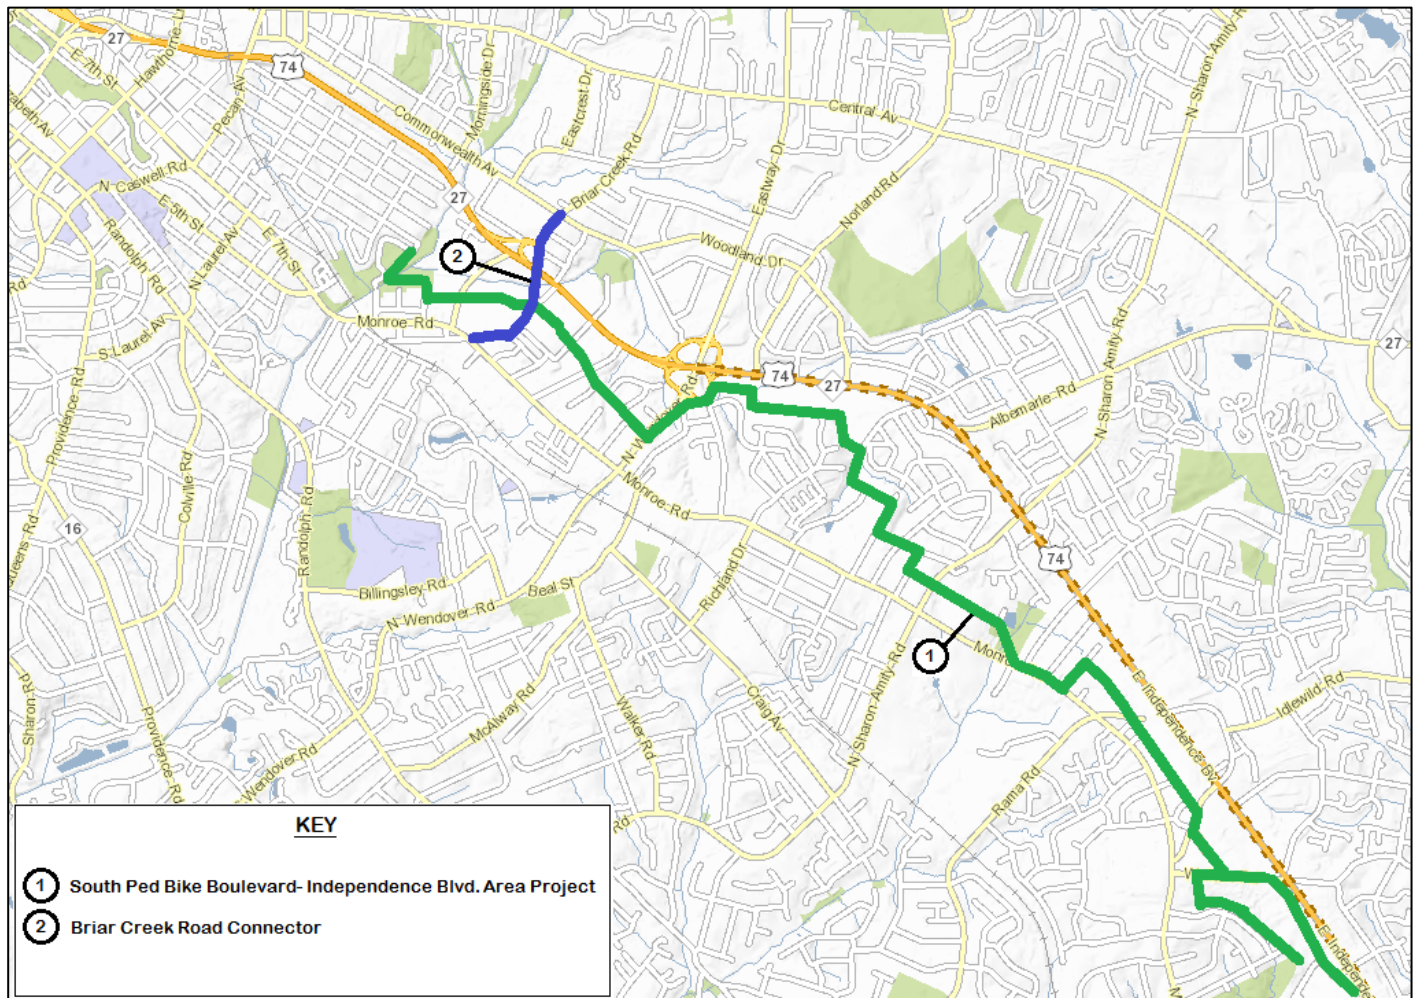 27
Hawthorne Ln
E 7th St
74
Pecan Av
Morningside Dr
Eastcrest Dr
Central Av
N Sharon Amity Rd
Commonwealth Av
Briar Creek Rd
Eastway Dr
Norland Rd
N Caswell Rd
E 5th St
27
Randolph Rd
N Laurel Av
E 7th St
Woodland Dr
2
Rd
Monroe Rd
S Laurel Av
N Sharon Amity Rd
27
74
27
Providence Rd
N Wendover Rd
Albemarle Rd
Colville Rd
Monroe Rd
Randolph Rd
16
Queens Rd
74
Richland Dr
Billingsley Rd
Beal St
N Wendover Rd
1
Monroe
N Sharon Amity Rd
Craig Av
Sharon Rd
McAlway Rd
Walker Rd
E Independence Bv
Idlewild Rd
Providence Rd
Wendover Rd
Rama Rd
Rd
W
N
E Independence
KEY
1 South Ped Bike Boulevard- Independence Blvd. Area Project
2 Briar Creek Road Connector